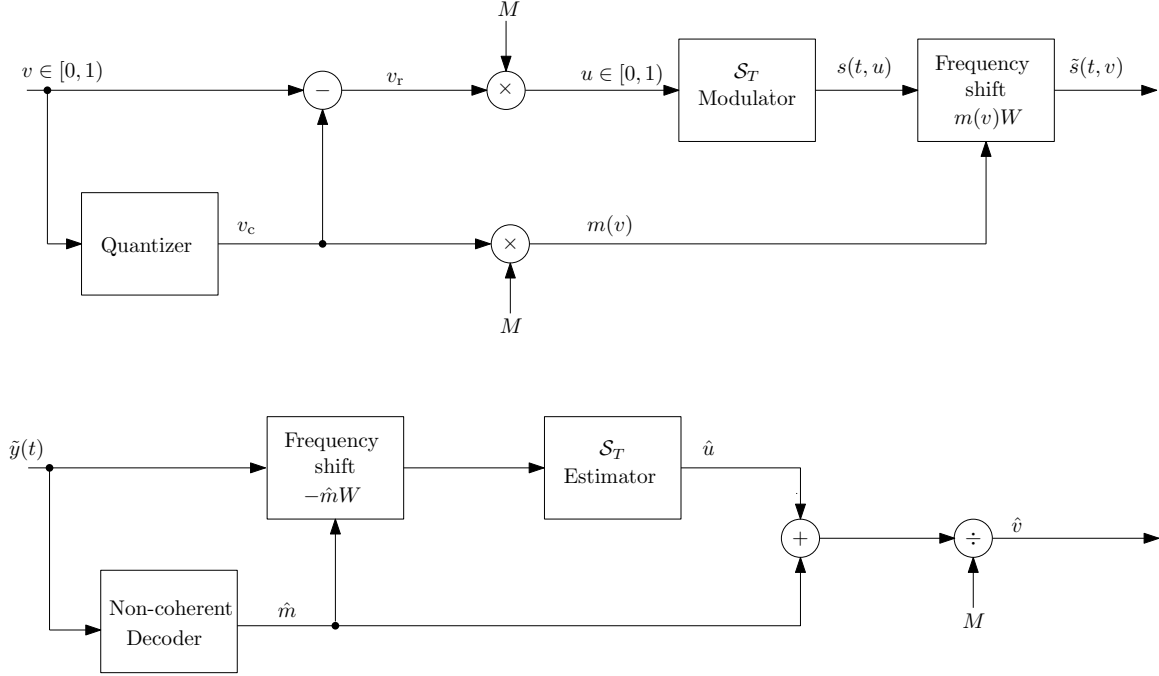 M
v ∈ [0, 1)
−
v_r
×
u ∈ [0, 1)
𝒮_T
Modulator
s(t, u)
Frequency
shift
m(v)W
s̃(t, v)
Quantizer
v_c
×
m(v)
M
ỹ(t)
Frequency
shift
−m̂W
𝒮_T
Estimator
û
+
÷
v̂
Non-coherent
Decoder
m̂
M